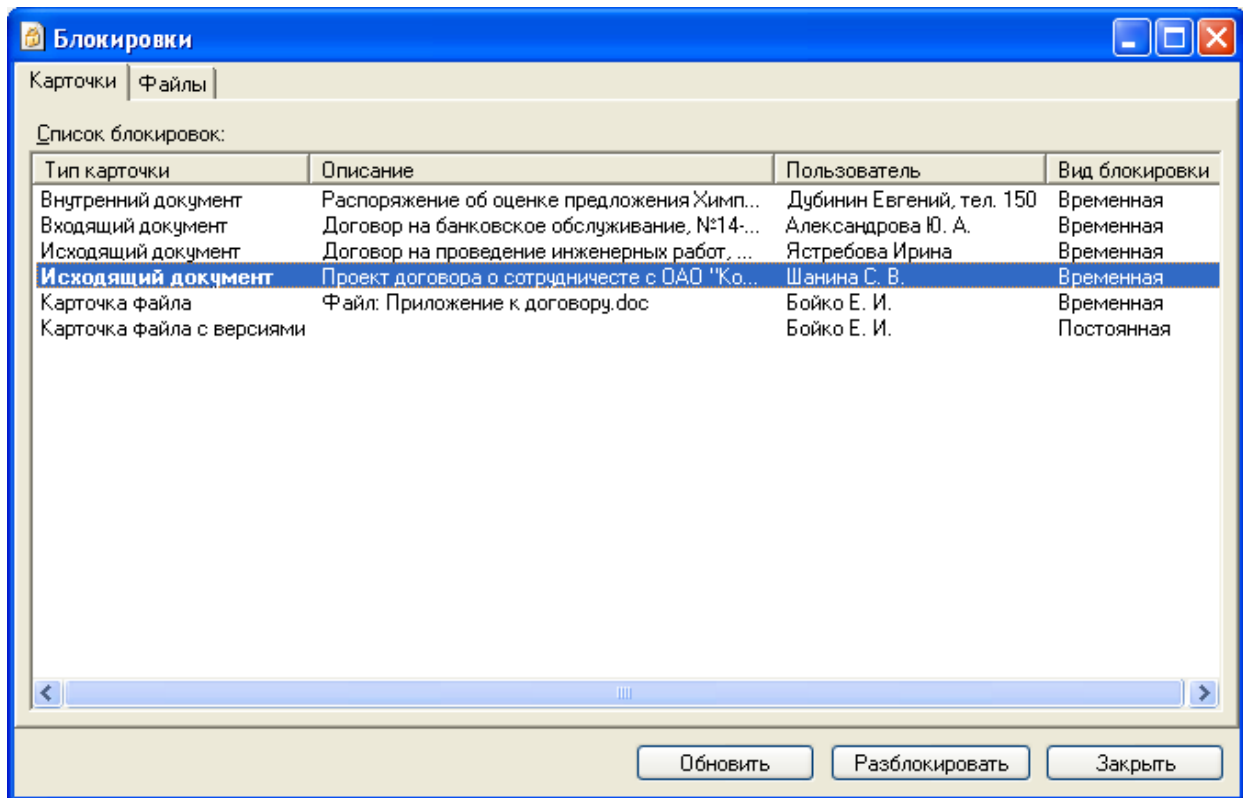 Блокировки
Карточки Файлы
Список блокировок:
Тип карточки Описание Пользователь Вид блокировки
Внутренний документ Распоряжение об оценке предложения Химп... Дубинин Евгений, тел. 150 Временная
Входящий документ Договор на банковское обслуживание, №14-... Александрова Ю. А. Временная
Исходящий документ Договор на проведение инженерных работ, ... Ястребова Ирина Временная
Исходящий документ Проект договора о сотрудничесте с ОАО "Ко... Шанина С. В. Временная
Карточка файла Файл: Приложение к договору.doc Бойко Е. И. Временная
Карточка файла с версиями Бойко Е. И. Постоянная
Обновить Разблокировать Закрыть